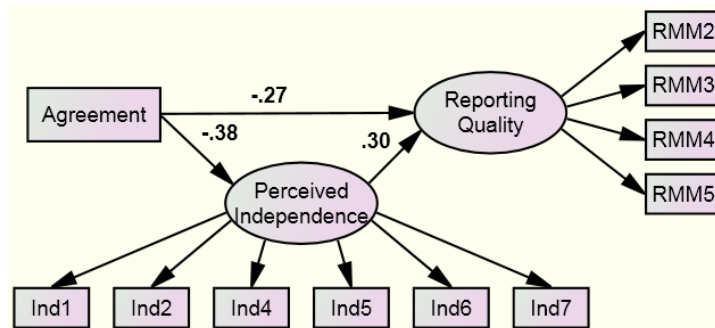 RMM2
-.27
RMM3
Agreement
Reporting
Quality
-.38
.30
RMM4
Perceived
Independence
RMM5
Ind1
Ind2
Ind4
Ind5
Ind6
Ind7